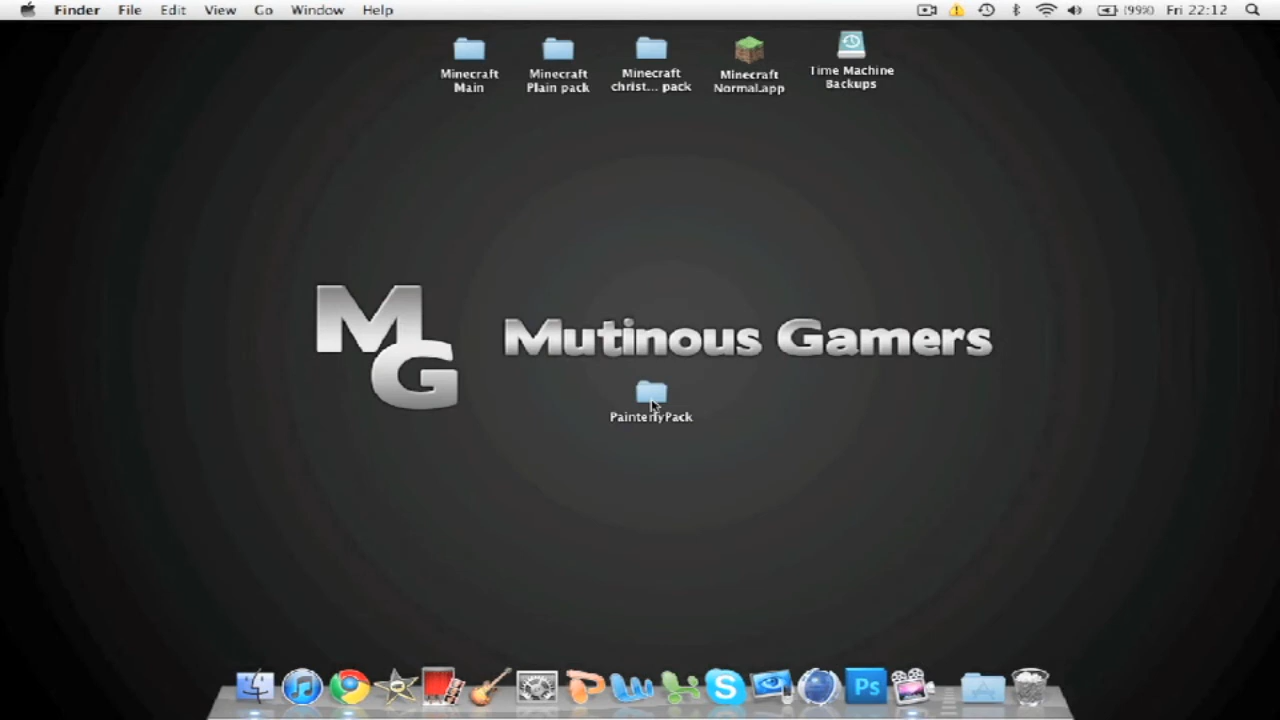 Finder File Edit View Go Window Help (99%) Fri 22:12
Minecraft Main
Minecraft Plain pack
Minecraft christ... pack
Minecraft Normal.app
Time Machine Backups
MG
Mutinous Gamers
PainterlyPack
Ps